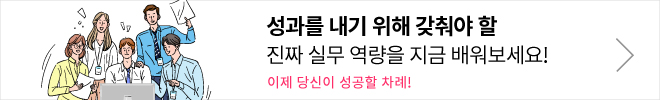 성과를 내기 위해 갖춰야 할
진짜 실무 역량을 지금 배워보세요!
이제 당신이 성공할 차례!